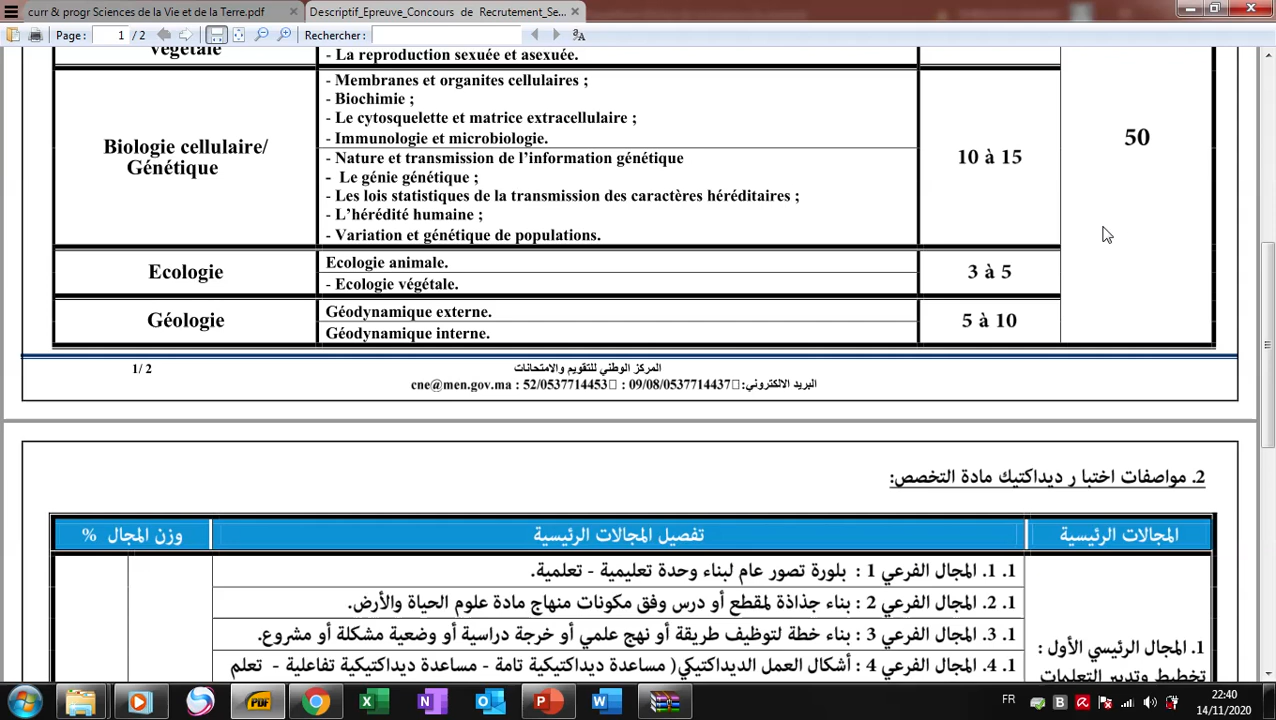 curr & progr Sciences de la Vie et de la Terre.pdf
Descriptif_Epreuve_Concours de Recrutement_Se...
Page : 1 / 2
Rechercher :
végétale
- La reproduction sexuée et asexuée.
Biologie cellulaire/
Génétique
- Membranes et organites cellulaires ;
- Biochimie ;
- Le cytosquelette et matrice extracellulaire ;
- Immunologie et microbiologie.
- Nature et transmission de l'information génétique
- Le génie génétique ;
- Les lois statistiques de la transmission des caractères héréditaires ;
- L'hérédité humaine ;
- Variation et génétique de populations.
10 à 15
50
Ecologie
Ecologie animale.
- Ecologie végétale.
3 à 5
Géologie
Géodynamique externe.
Géodynamique interne.
5 à 10
1/ 2
المركز الوطني للتقويم والامتحانات
البريد الالكتروني: 09/08/0537714437 : 52/0537714453 : cne@men.gov.ma
2. مواصفات اختبا ر ديداكتيك مادة التخصص:
المجالات الرئيسية
تفصيل المجالات الرئيسية
وزن المجال %
1. المجال الرئيسي الأول :
تخطيط وتدبير التعلمات
1. 1. المجال الفرعي 1 : بلورة تصور عام لبناء وحدة تعليمية - تعلمية.
1. 2. المجال الفرعي 2 : بناء جذاذة لمقطع أو درس وفق مكونات منهاج مادة علوم الحياة والأرض.
1. 3. المجال الفرعي 3 : بناء خطة لتوظيف طريقة أو نهج علمي أو خرجة دراسية أو وضعية مشكلة أو مشروع.
1. 4. المجال الفرعي 4 : أشكال العمل الديداكتيكي( مساعدة ديداكتيكية تامة - مساعدة ديداكتيكية تفاعلية - تعلم
FR
22:40
14/11/2020